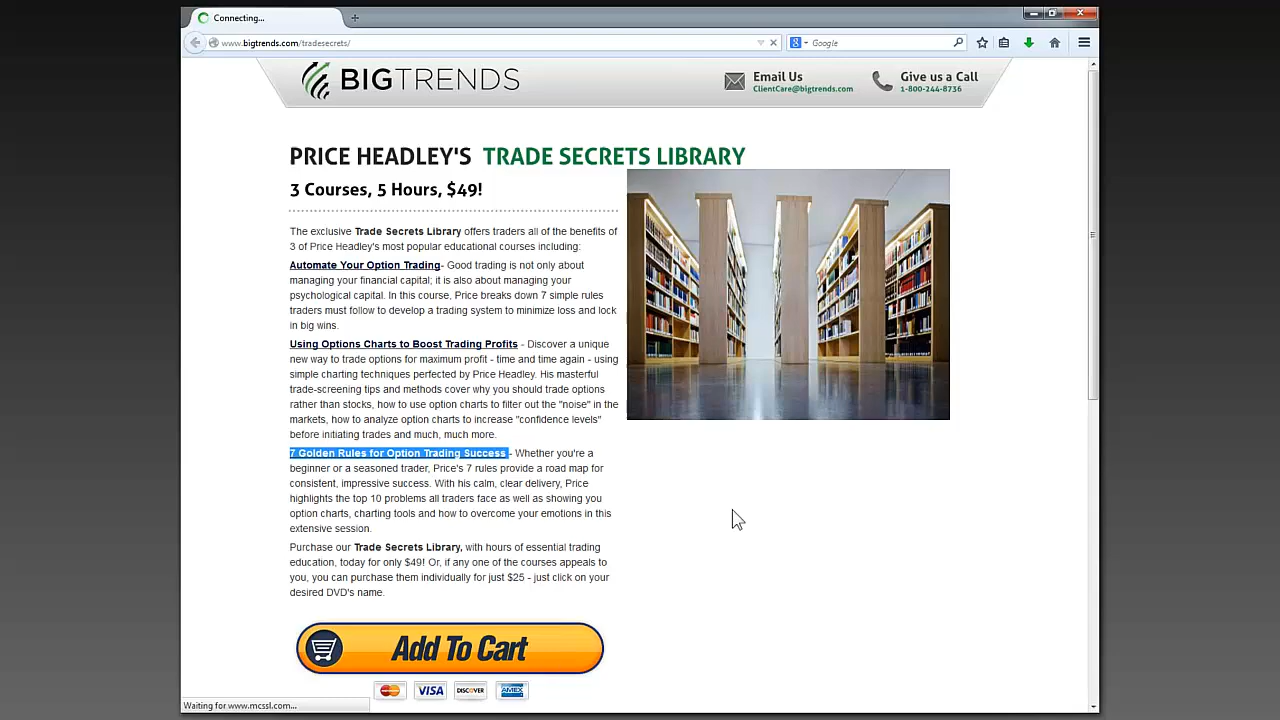 Connecting...
www.bigtrends.com/tradesecrets/
Google
BIGTRENDS
Email Us
ClientCare@bigtrends.com
Give us a Call
1-800-244-8736
PRICE HEADLEY'S TRADE SECRETS LIBRARY
3 Courses, 5 Hours, $49!
The exclusive Trade Secrets Library offers traders all of the benefits of
3 of Price Headley's most popular educational courses including:
Automate Your Option Trading- Good trading is not only about
managing your financial capital; it is also about managing your
psychological capital. In this course, Price breaks down 7 simple rules
traders must follow to develop a trading system to minimize loss and lock
in big wins.
Using Options Charts to Boost Trading Profits - Discover a unique
new way to trade options for maximum profit - time and time again - using
simple charting techniques perfected by Price Headley. His masterful
trade-screening tips and methods cover why you should trade options
rather than stocks, how to use option charts to filter out the "noise" in the
markets, how to analyze option charts to increase "confidence levels"
before initiating trades and much, much more.
7 Golden Rules for Option Trading Success - Whether you're a
beginner or a seasoned trader, Price's 7 rules provide a road map for
consistent, impressive success. With his calm, clear delivery, Price
highlights the top 10 problems all traders face as well as showing you
option charts, charting tools and how to overcome your emotions in this
extensive session.
Purchase our Trade Secrets Library, with hours of essential trading
education, today for only $49! Or, if any one of the courses appeals to
you, you can purchase them individually for just $25 - just click on your
desired DVD's name.
Add To Cart
VISA
DISCOVER
AMEX
Waiting for www.mcssl.com...